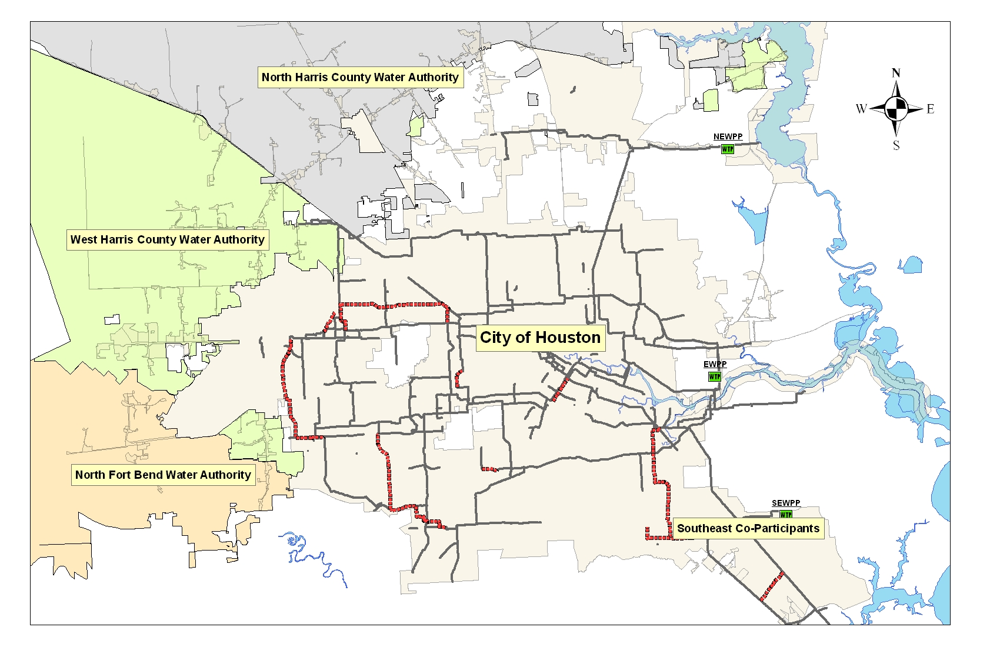 North Harris County Water Authority
N
W E
S
NEWPP
WTP
West Harris County Water Authority
City of Houston
EWPP
WTP
North Fort Bend Water Authority
SEWPP
WTP
Southeast Co-Participants